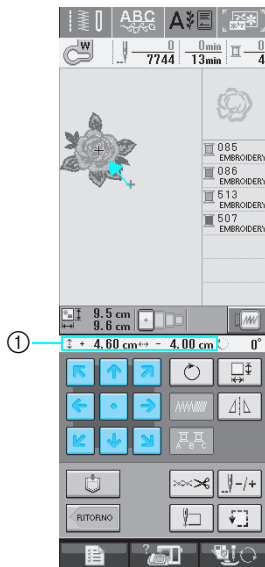 ABC A
W 0 7744 0min 13min 0 4
085
EMBROIDERY
086
EMBROIDERY
513
EMBROIDERY
507
EMBROIDERY
9.5 cm
9.6 cm
① + 4.60 cm - 4.00 cm 0°
A B C
-/+
RITORNO
?